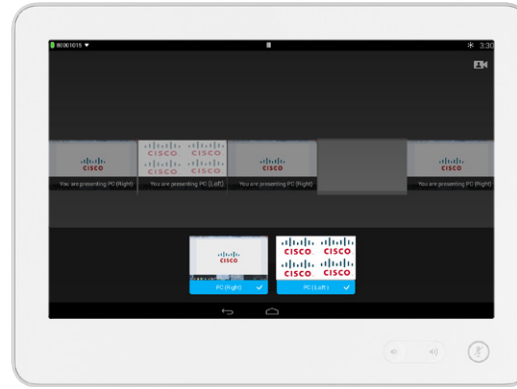 80001015
3:30
CISCO
CISCO CISCO
CISCO CISCO
CISCO
CISCO
You are presenting PC (Right)
You are presenting PC (Left)
You are presenting PC (Right)
You are presenting PC (Right)
CISCO
CISCO CISCO
CISCO CISCO
PC (Right)
PC (Left)